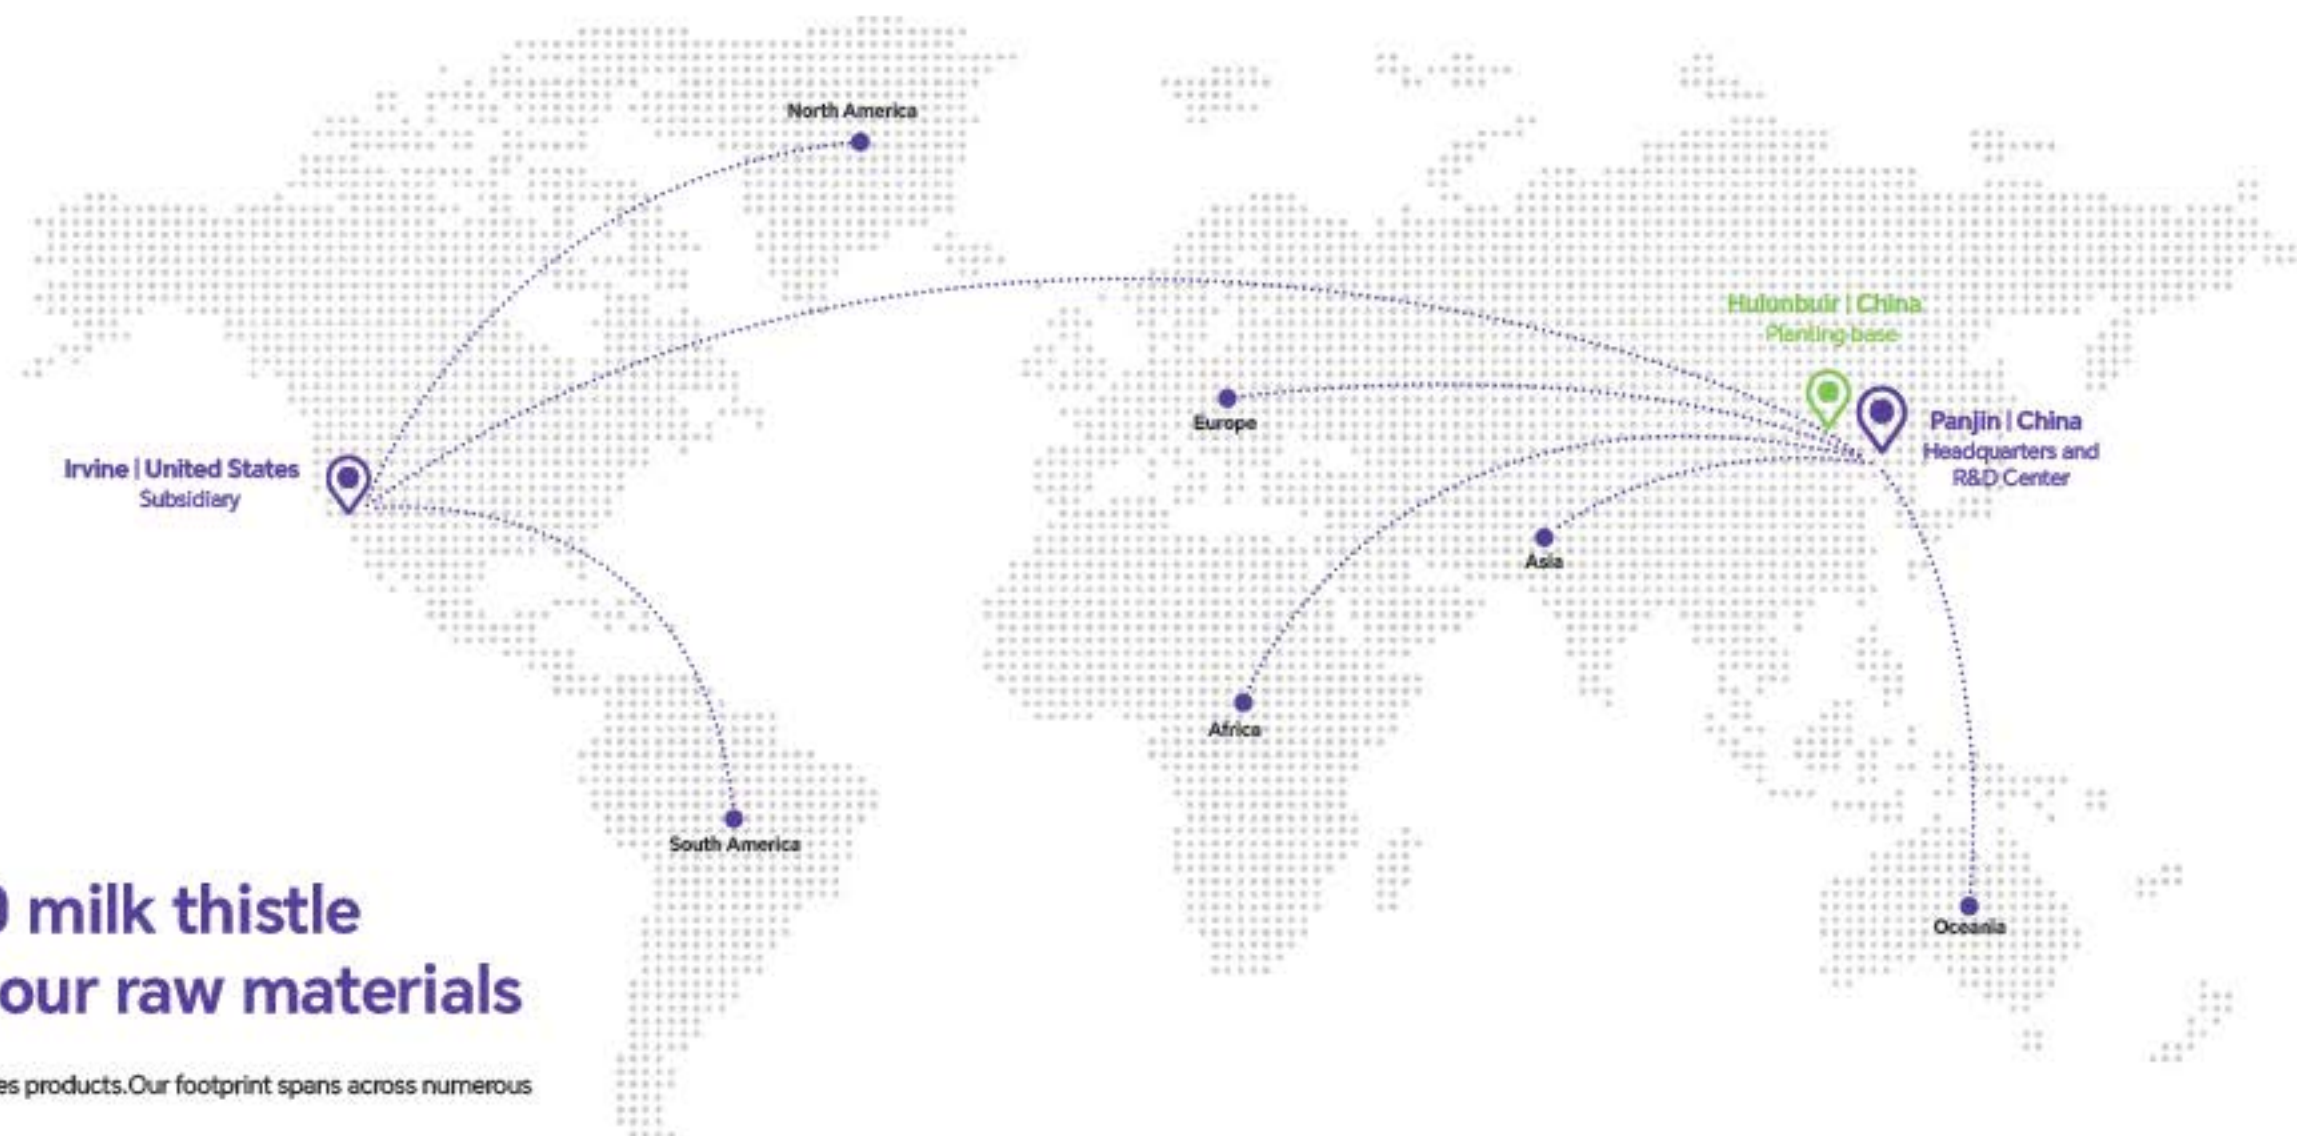 North America
Hulunbuir | China
Planting base
Europe
Panjin | China
Headquarters and
R&D Center
Irvine | United States
Subsidiary
Asia
Africa
South America
Oceania
milk thistle
our raw materials
products.Our footprint spans across numerous